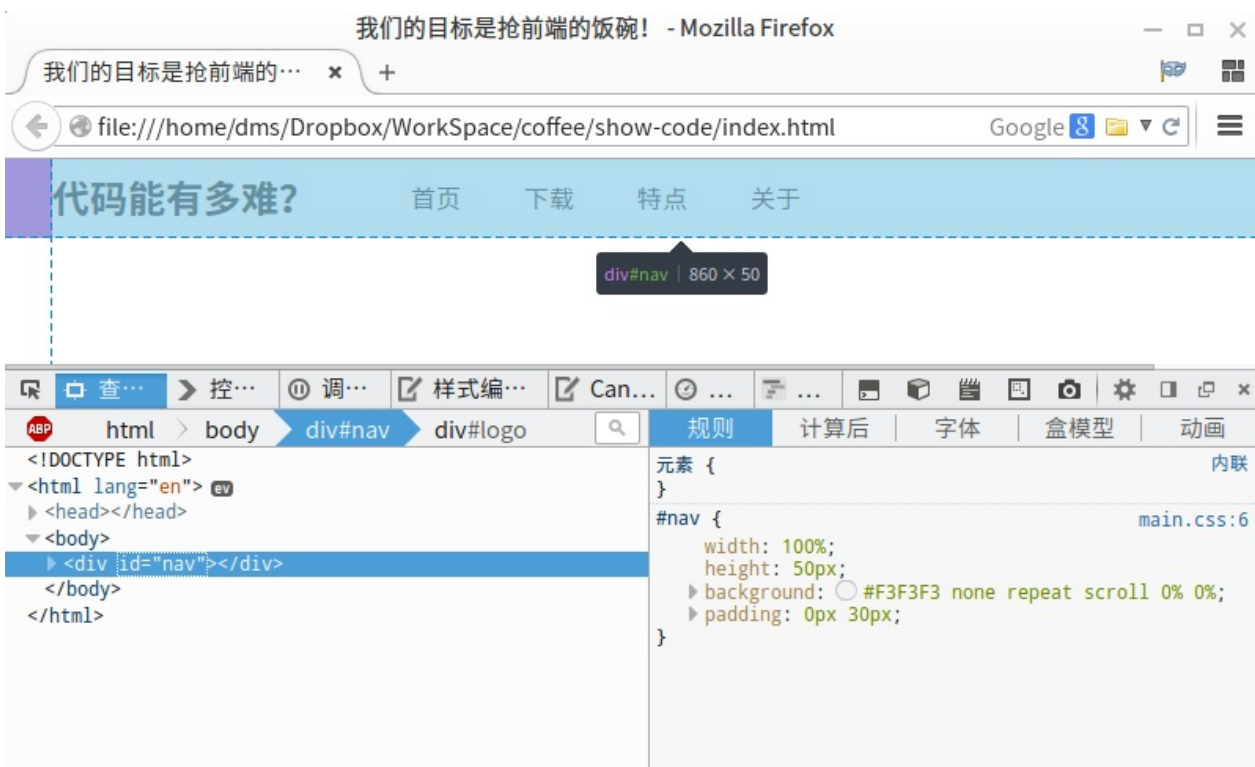 我们的目标是抢前端的饭碗！ - Mozilla Firefox
我们的目标是抢前端的… × +
file:///home/dms/Dropbox/WorkSpace/coffee/show-code/index.html Google 8
代码能有多难？ 首页 下载 特点 关于
div#nav | 860 × 50
查… 控… 调… 样式编… Can... ... ...
ABP html body div#nav div#logo 规则 计算后 字体 盒模型 动画
<!DOCTYPE html>
<html lang="en"> ev
<head></head>
<body>
<div id="nav"></div>
</body>
</html>
元素 { 内联
}
#nav { main.css:6
width: 100%;
height: 50px;
background: #F3F3F3 none repeat scroll 0% 0%;
padding: 0px 30px;
}